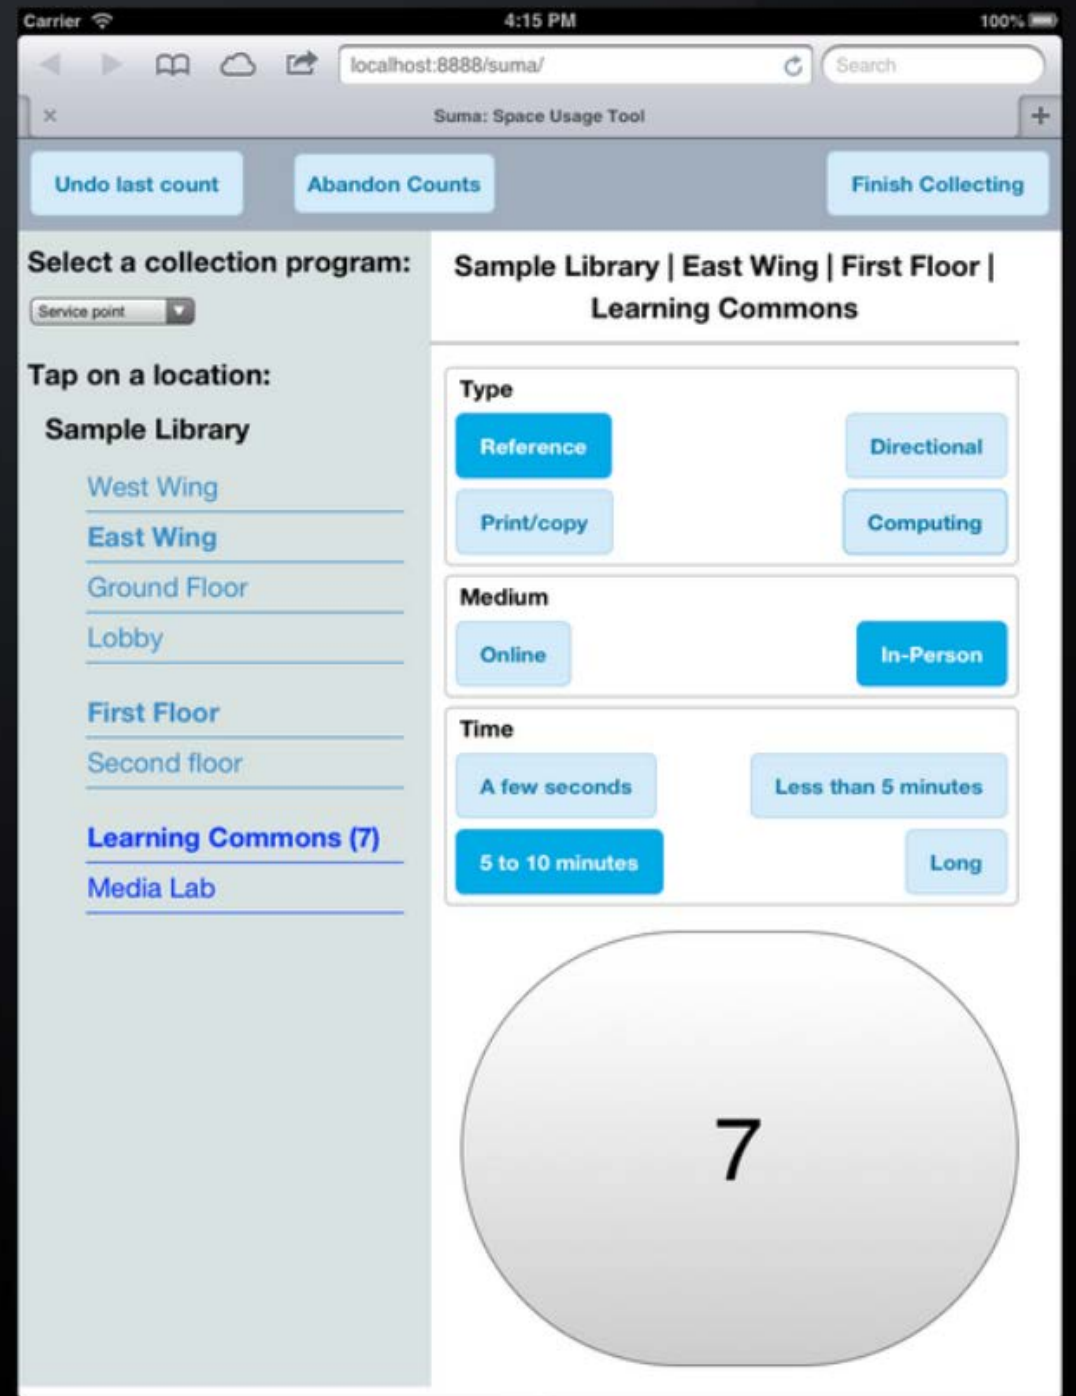 Carrier 4:15 PM 100%
localhost:8888/suma/ Search
Suma: Space Usage Tool
Undo last count Abandon Counts Finish Collecting
Select a collection program:
Service point
Tap on a location:
Sample Library
West Wing
East Wing
Ground Floor
Lobby
First Floor
Second floor
Learning Commons (7)
Media Lab
Sample Library | East Wing | First Floor |
Learning Commons
Type
Reference Directional
Print/copy Computing
Medium
Online In-Person
Time
A few seconds Less than 5 minutes
5 to 10 minutes Long
7